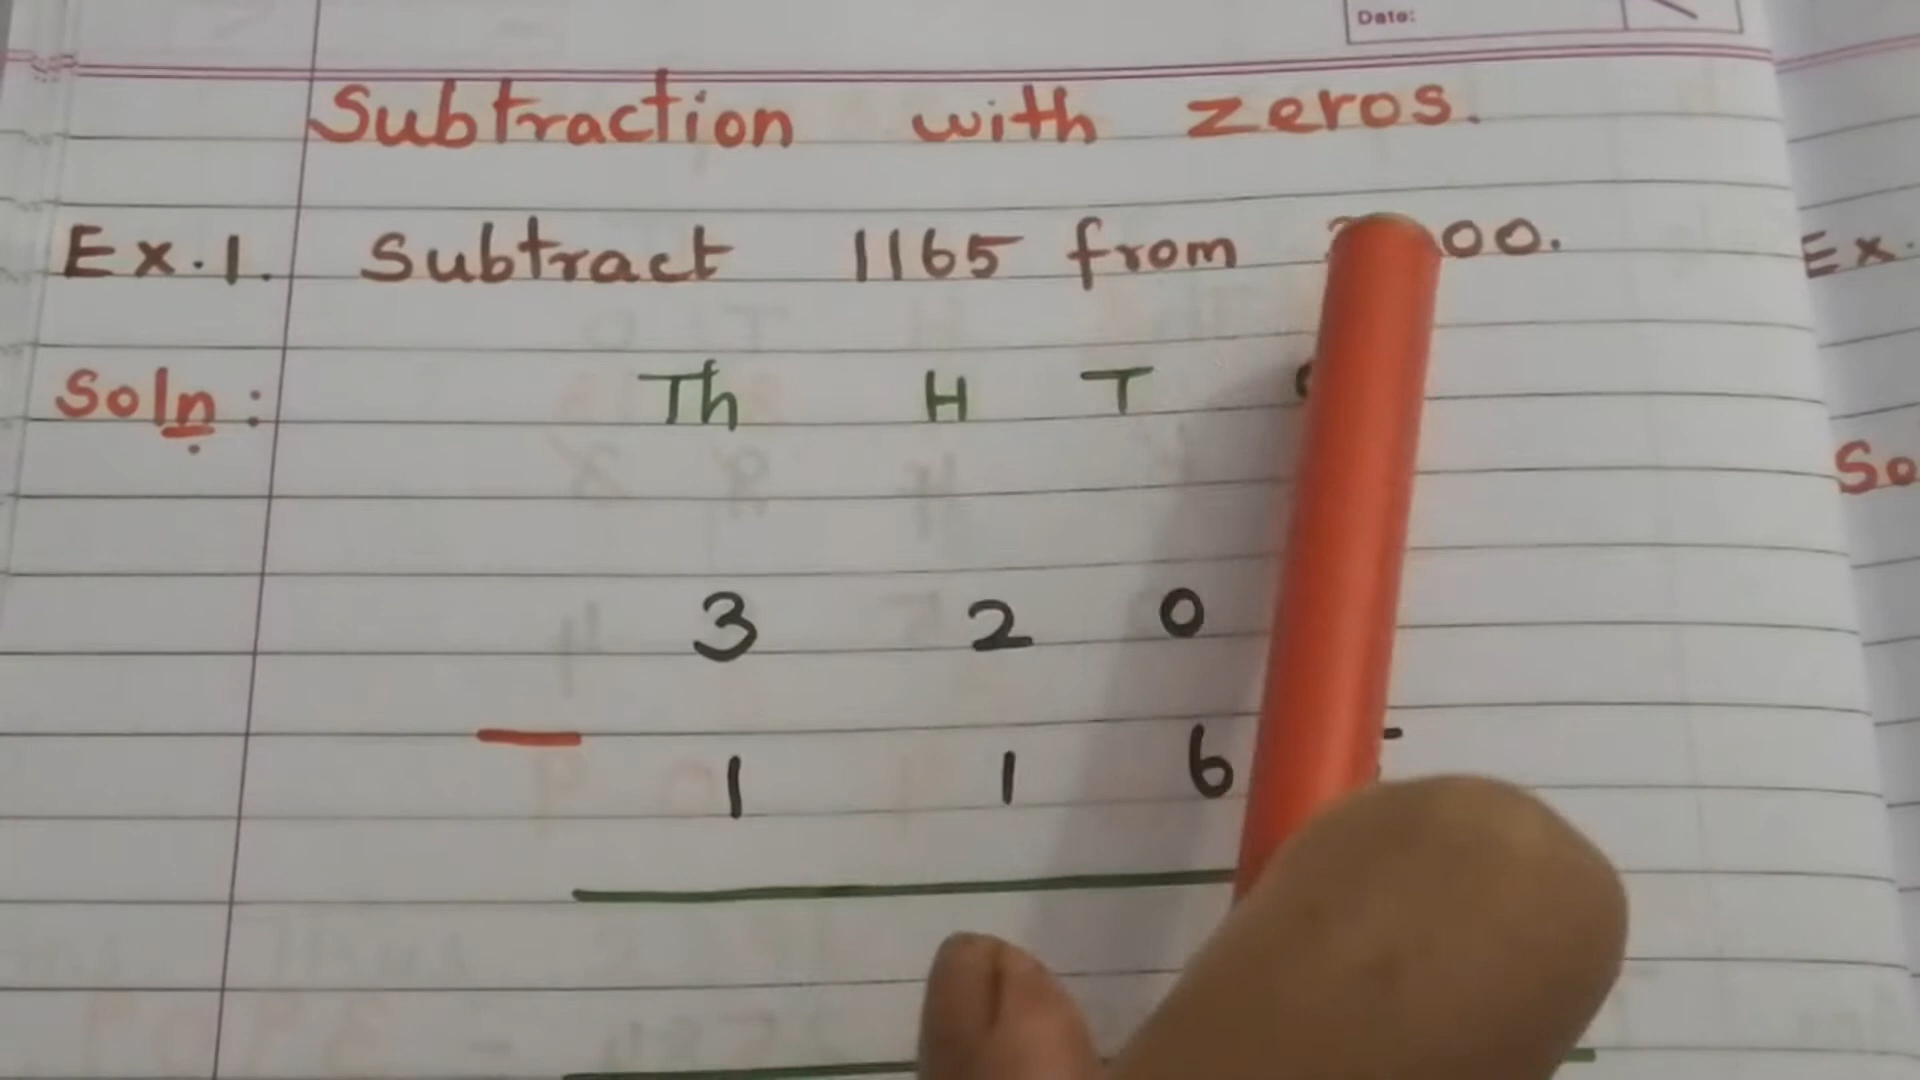 Date:
Subtraction with zeros.
Ex.1. Subtract 1165 from 00.
Ex.
Soln: Th H T
So
3 2 0
- 1 1 6